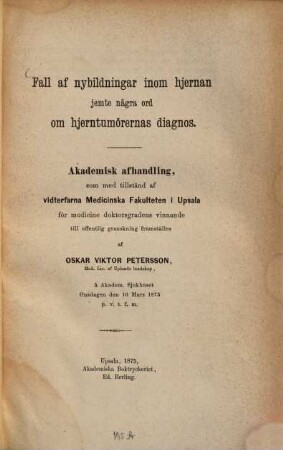 Fall af nybildningar inom hjernan
jemte några ord
om hjerntumörernas diagnos.
Akademisk afhandling,
som med tillstånd af
vidterfarna Medicinska Fakulteten i Upsala
för medicine doktorsgradens vinnande
till offentlig granskning framställes
af
OSKAR VIKTOR PETERSSON,
Med. Lic. af Uplands landskap,
å Akadem. Sjukhuset
Onsdagen den 10 Mars 1875
p. v. t. f. m.
Upsala, 1875,
Akademiska Boktryckeriet,
Ed. Berling.